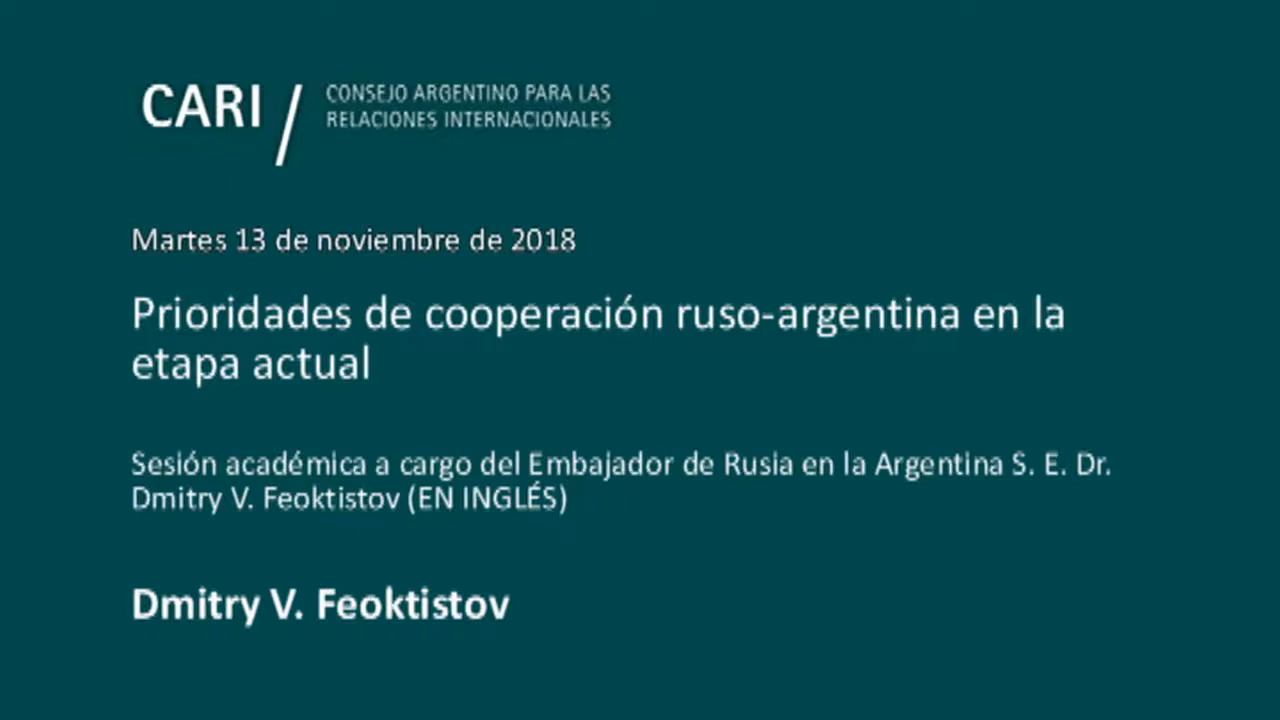 CARI /
CONSEJO ARGENTINO PARA LAS
RELACIONES INTERNACIONALES
Martes 13 de noviembre de 2018
Prioridades de cooperación ruso-argentina en la
etapa actual
Sesión académica a cargo del Embajador de Rusia en la Argentina S. E. Dr.
Dmitry V. Feoktistov (EN INGLÉS)
Dmitry V. Feoktistov